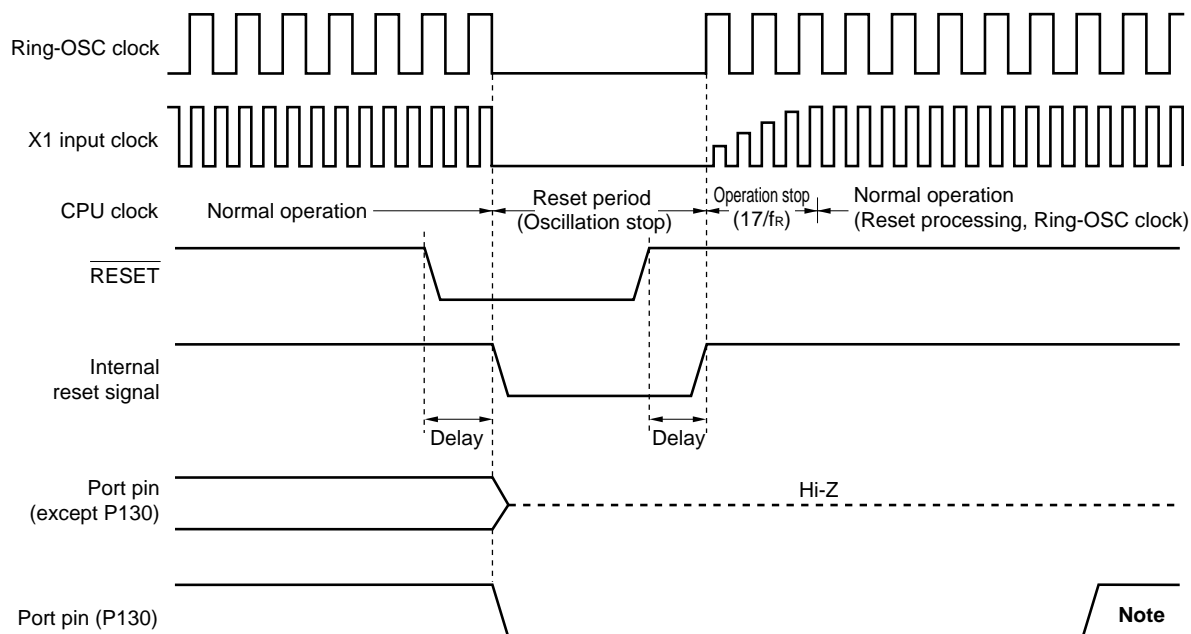 Ring-OSC clock
X1 input clock
CPU clock
Normal operation
Reset period
(Oscillation stop)
Operation stop
(17/fR)
Normal operation
(Reset processing, Ring-OSC clock)
RESET
Internal
reset signal
Delay
Delay
Port pin
(except P130)
Hi-Z
Port pin (P130)
Note